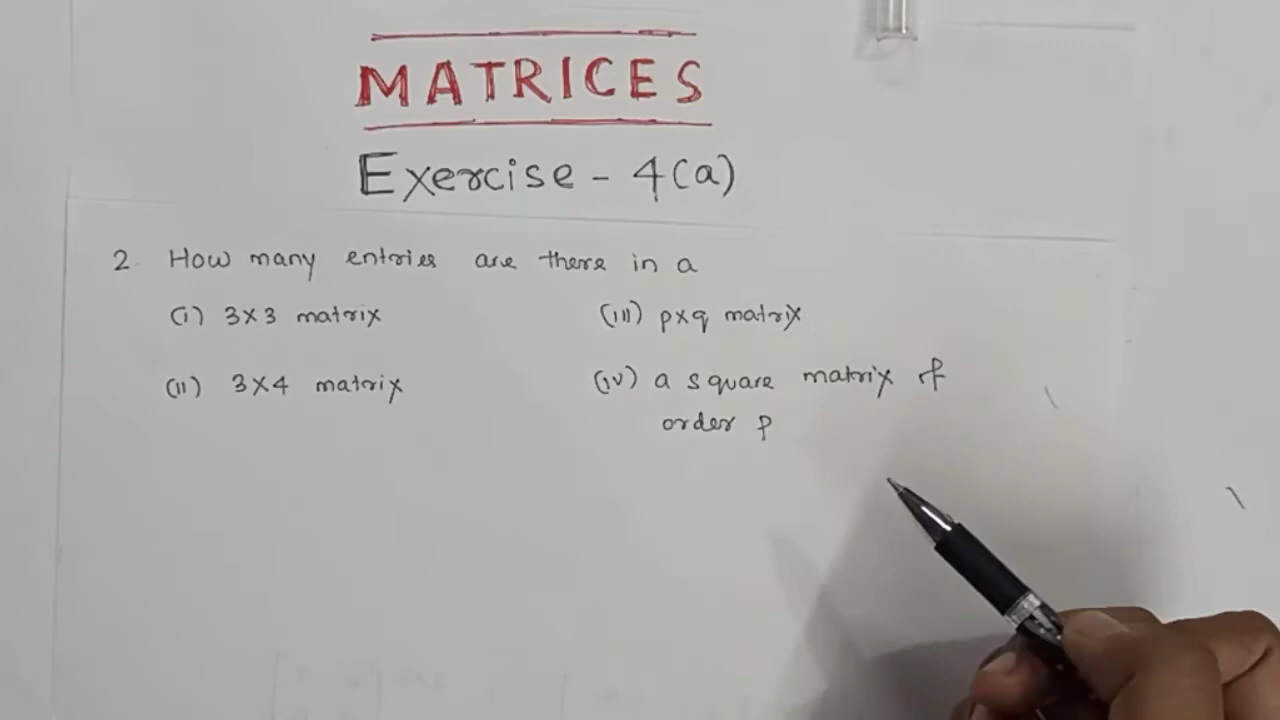 MATRICES
Exercise - 4(a)
2. How many entries are there in a
(i) 3×3 matrix
(ii) 3×4 matrix
(iii) p×q matrix
(iv) a square matrix of
order p